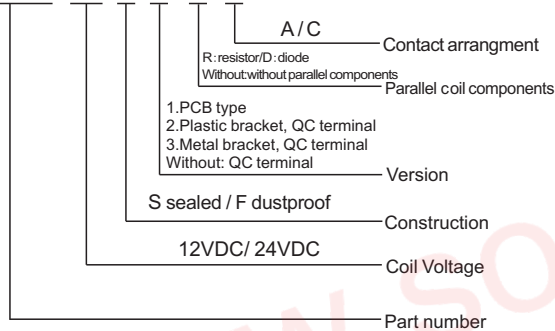 A/C
Contact arrangment
R:resistor/D:diode
Without:without parallel components
Parallel coil components
1.PCB type
2.Plastic bracket, QC terminal
3.Metal bracket, QC terminal
Without: QC terminal
Version
S sealed / F dustproof
Construction
12VDC/ 24VDC
Coil Voltage
Part number